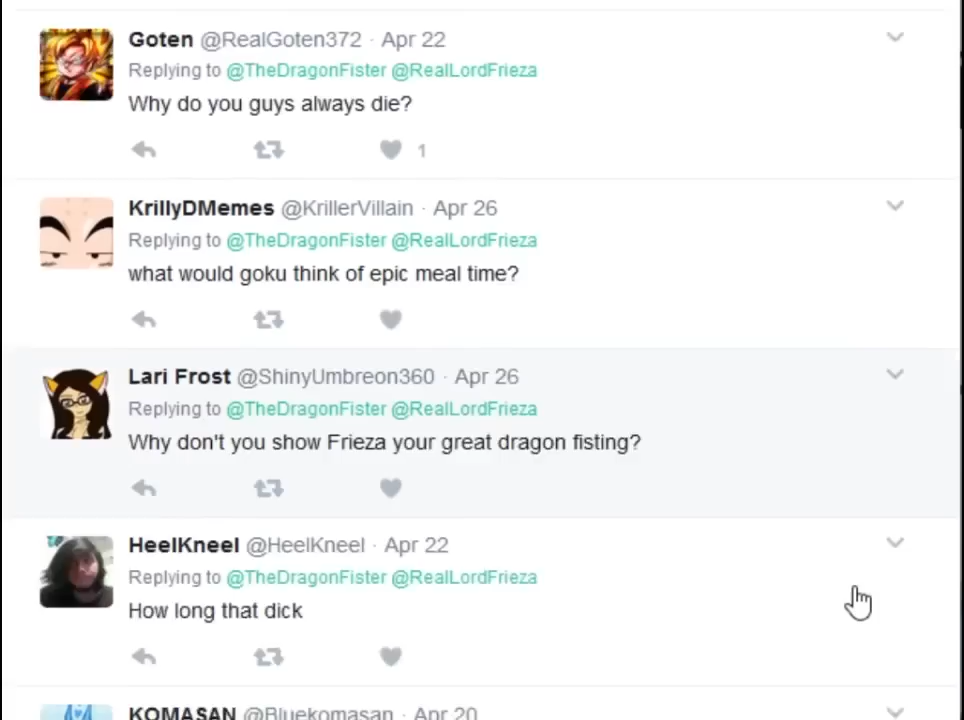 Goten @RealGoten372 · Apr 22
Replying to @TheDragonFister @RealLordFrieza
Why do you guys always die?
1
KrillyDMemes @KrillerVillain · Apr 26
Replying to @TheDragonFister @RealLordFrieza
what would goku think of epic meal time?
Lari Frost @ShinyUmbreon360 · Apr 26
Replying to @TheDragonFister @RealLordFrieza
Why don't you show Frieza your great dragon fisting?
HeelKneel @HeelKneel · Apr 22
Replying to @TheDragonFister @RealLordFrieza
How long that dick
KOMASAN @Bluekomasan · Apr 20